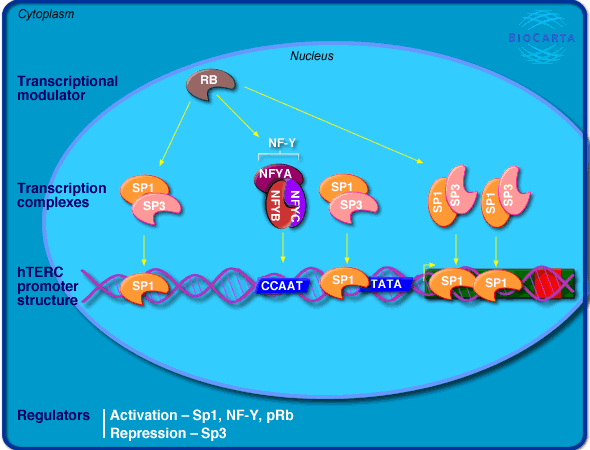 Cytoplasm
BIOCARTA
Nucleus
Transcriptional
modulator
RB
NF-Y
Transcription
complexes
SP1
SP3
NFYA
NFYB
NFYC
SP1
SP3
SP1
SP3
SP1
SP3
hTERC
promoter
structure
SP1
CCAAT
SP1
TATA
SP1
SP1
Regulators
Activation – Sp1, NF-Y, pRb
Repression – Sp3